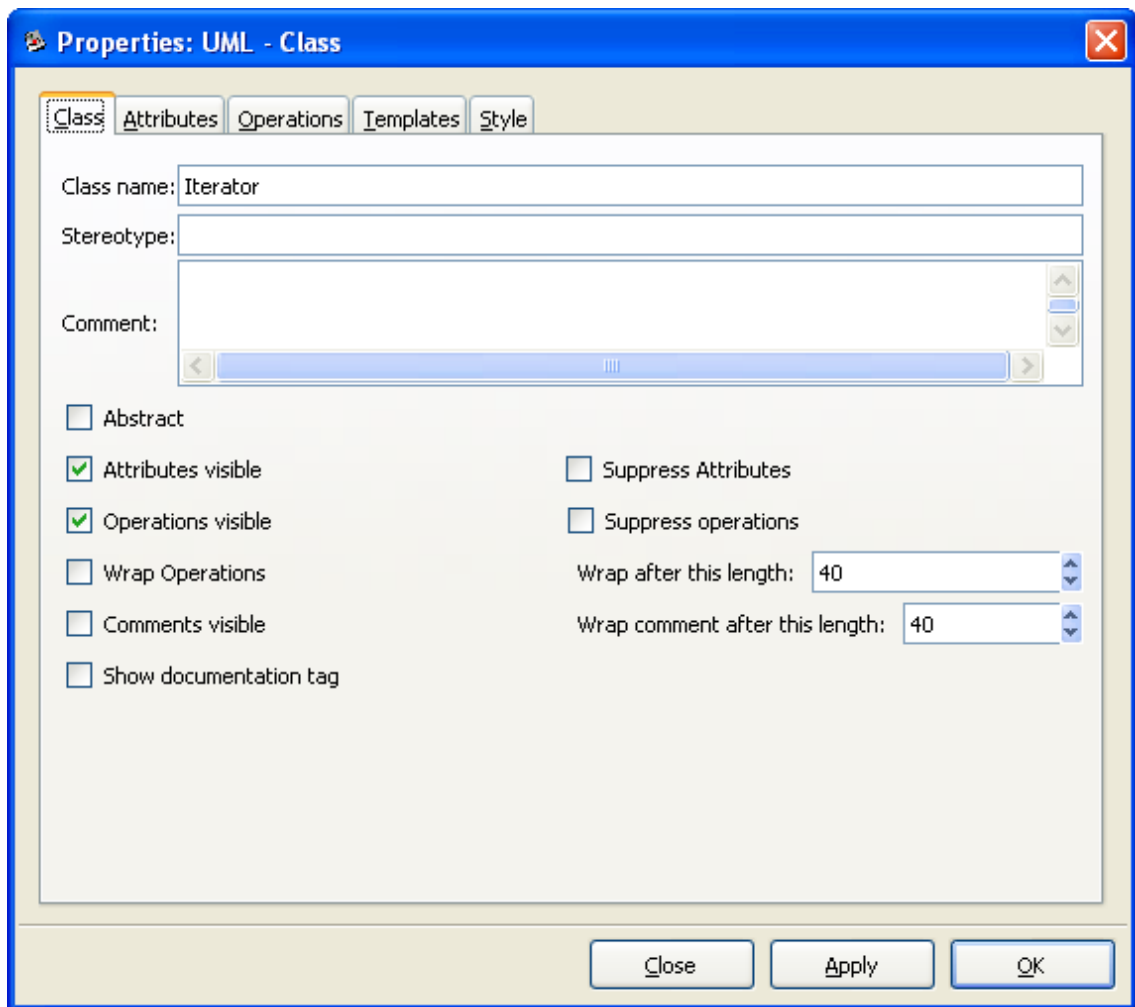 Properties: UML - Class
Class Attributes Operations Templates Style
Class name: Iterator
Stereotype:
Comment:
Abstract
Attributes visible Suppress Attributes
Operations visible Suppress operations
Wrap Operations Wrap after this length: 40
Comments visible Wrap comment after this length: 40
Show documentation tag
Close Apply OK